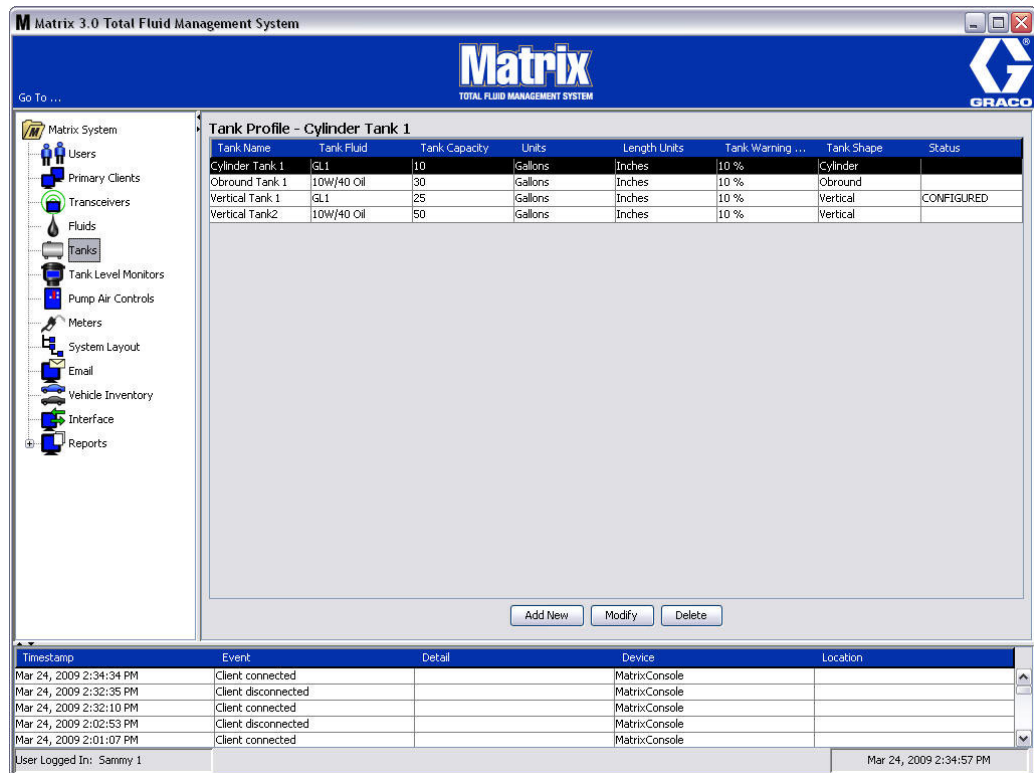 M Matrix 3.0 Total Fluid Management System
Matrix
TOTAL FLUID MANAGEMENT SYSTEM
Go To ...
GRACO
Matrix System
Users
Primary Clients
Transceivers
Fluids
Tanks
Tank Level Monitors
Pump Air Controls
Meters
System Layout
Email
Vehicle Inventory
Interface
Reports
Tank Profile - Cylinder Tank 1
Tank Name Tank Fluid Tank Capacity Units Length Units Tank Warning ... Tank Shape Status
Cylinder Tank 1 GL1 10 Gallons Inches 10 % Cylinder
Obround Tank 1 10W/40 Oil 30 Gallons Inches 10 % Obround
Vertical Tank 1 GL1 25 Gallons Inches 10 % Vertical CONFIGURED
Vertical Tank2 10W/40 Oil 50 Gallons Inches 10 % Vertical
Add New Modify Delete
Timestamp Event Detail Device Location
Mar 24, 2009 2:34:34 PM Client connected MatrixConsole
Mar 24, 2009 2:32:35 PM Client disconnected MatrixConsole
Mar 24, 2009 2:32:10 PM Client connected MatrixConsole
Mar 24, 2009 2:02:53 PM Client disconnected MatrixConsole
Mar 24, 2009 2:01:07 PM Client connected MatrixConsole
User Logged In: Sammy 1 Mar 24, 2009 2:34:57 PM